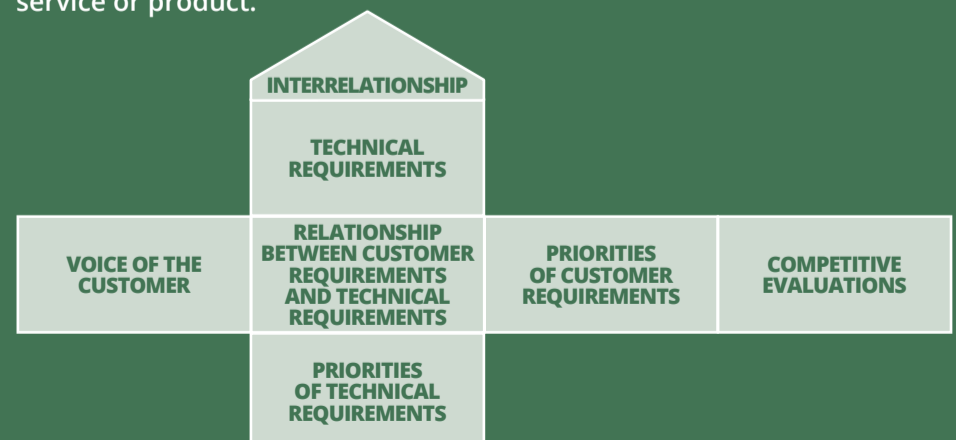 service or product.
INTERRELATIONSHIP
TECHNICAL
REQUIREMENTS
VOICE OF THE
CUSTOMER
RELATIONSHIP
BETWEEN CUSTOMER
REQUIREMENTS
AND TECHNICAL
REQUIREMENTS
PRIORITIES
OF CUSTOMER
REQUIREMENTS
COMPETITIVE
EVALUATIONS
PRIORITIES
OF TECHNICAL
REQUIREMENTS